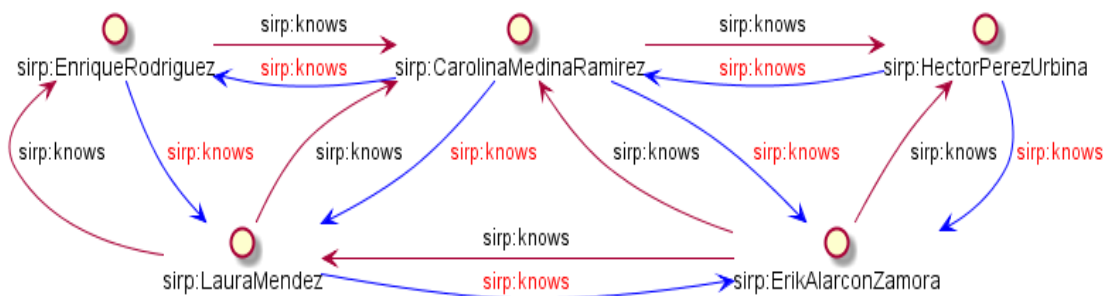 sirp:knows
sirp:knows
sirp:EnriqueRodriguez
sirp:knows
sirp:CarolinaMedinaRamirez
sirp:knows
sirp:HectorPerezUrbina
sirp:knows
sirp:knows
sirp:knows
sirp:knows
sirp:knows
sirp:knows
sirp:knows
sirp:knows
sirp:knows
sirp:LauraMendez
sirp:knows
sirp:ErikAlarconZamora